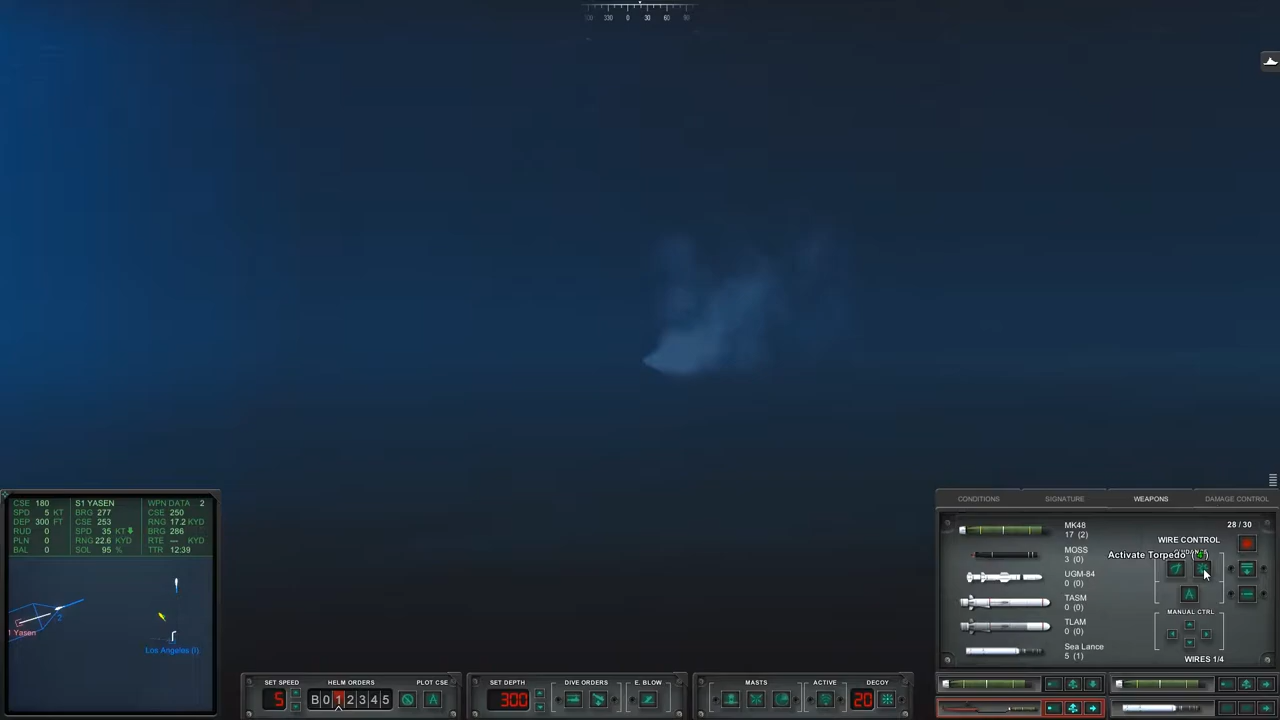 330 0 30 60 90
CSE 180
SPD 5 KT
DEP 300 FT
RUD 0
PLN 0
BAL 0
S1 YASEN
BRG 277
CSE 253
SPD 35 KT
RNG 22.6 KYD
SOL 95 %
WPN DATA 2
CSE 250
RNG 17.2 KYD
BRG 286
RTE ---- KYD
TTR 12:39
2
Yasen
Los Angeles (I)
SET SPEED
5
HELM ORDERS
B 0 1 2 3 4 5
PLOT CSE
A
SET DEPTH
300
DIVE ORDERS
E. BLOW
MASTS
ACTIVE
DECOY
20
CONDITIONS
SIGNATURE
WEAPONS
DAMAGE CONTROL
28 / 30
MK48
17 (2)
MOSS
3 (0)
UGM-84
0 (0)
TASM
0 (0)
TLAM
0 (0)
Sea Lance
5 (1)
WIRE CONTROL
Activate Torpedo
A
MANUAL CTRL
WIRES 1/4